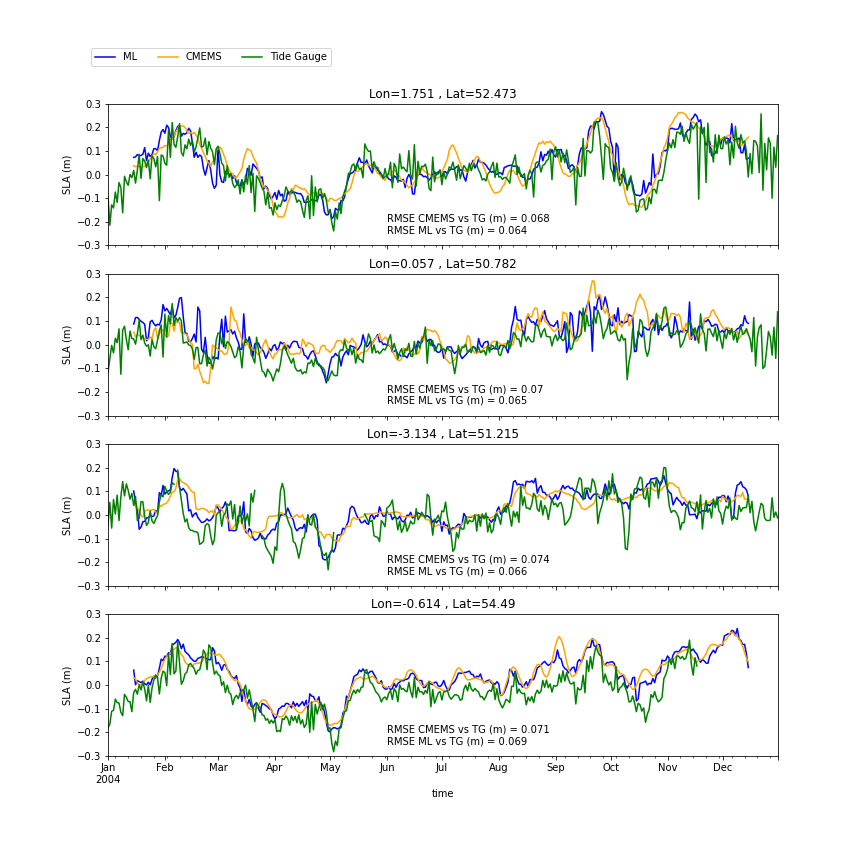 ML CMEMS Tide Gauge
Lon=1.751 , Lat=52.473
0.3
0.2
0.1
0.0
−0.1
−0.2
−0.3
SLA (m)
RMSE CMEMS vs TG (m) = 0.068
RMSE ML vs TG (m) = 0.064
Lon=0.057 , Lat=50.782
0.3
0.2
0.1
0.0
−0.1
−0.2
−0.3
SLA (m)
RMSE CMEMS vs TG (m) = 0.07
RMSE ML vs TG (m) = 0.065
Lon=-3.134 , Lat=51.215
0.3
0.2
0.1
0.0
−0.1
−0.2
−0.3
SLA (m)
RMSE CMEMS vs TG (m) = 0.074
RMSE ML vs TG (m) = 0.066
Lon=-0.614 , Lat=54.49
0.3
0.2
0.1
0.0
−0.1
−0.2
−0.3
SLA (m)
RMSE CMEMS vs TG (m) = 0.071
RMSE ML vs TG (m) = 0.069
Jan Feb Mar Apr May Jun Jul Aug Sep Oct Nov Dec
2004
time